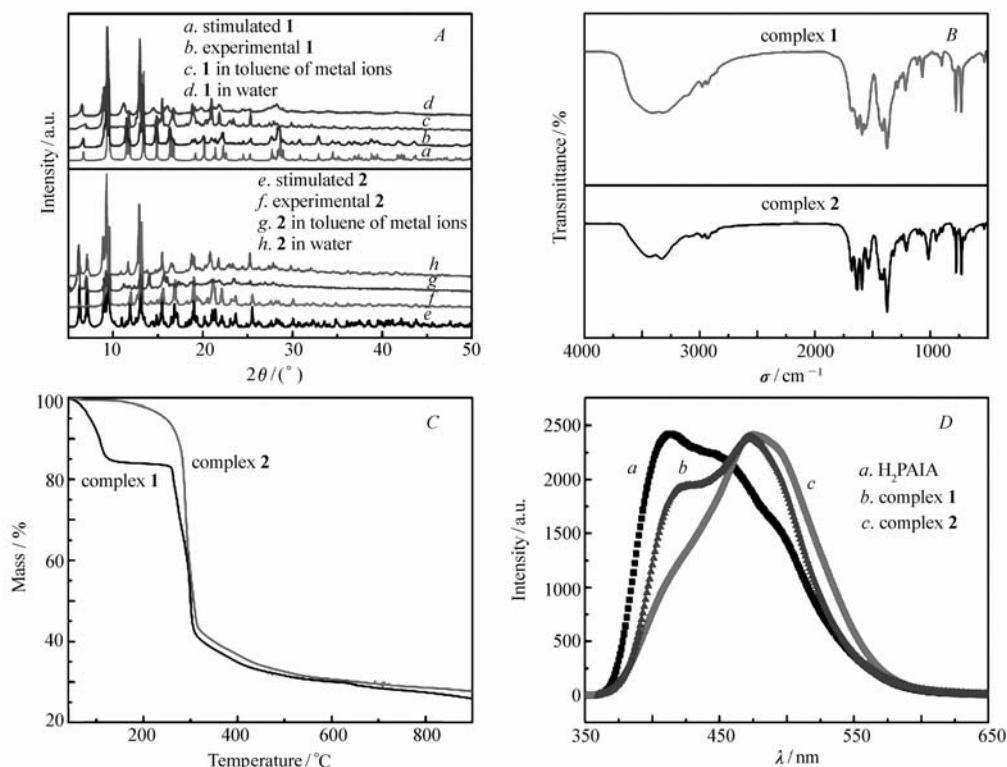 A
a. stimulated 1
b. experimental 1
c. 1 in toluene of metal ions
d. 1 in water
d
c
b
a
e. stimulated 2
f. experimental 2
g. 2 in toluene of metal ions
h. 2 in water
h
g
f
e
Intensity / a.u.
10 20 30 40 50
2θ / (°)
B
complex 1
complex 2
Transmittance / %
4000 3000 2000 1000
σ / cm⁻¹
C
100
80
60
40
20
complex 2
complex 1
Mass / %
200 400 600 800
Temperature / °C
D
2500
2000
1500
1000
500
0
a b c
a. H₂PAIA
b. complex 1
c. complex 2
Intensity / a.u.
350 450 550 650
λ / nm